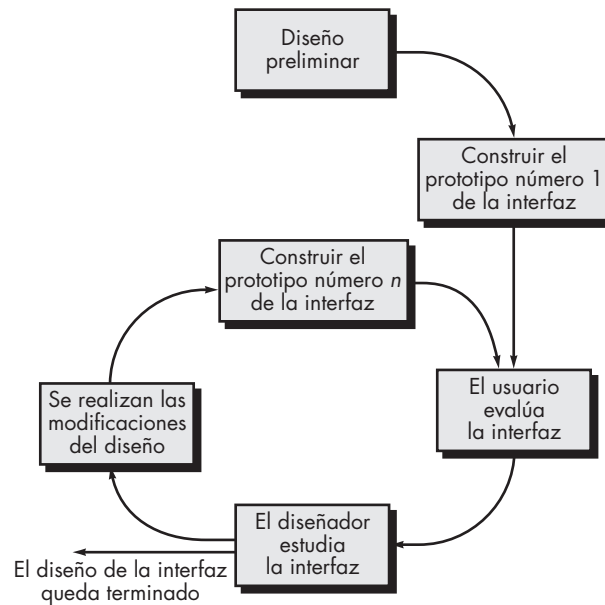 Diseño
preliminar
Construir el
prototipo número 1
de la interfaz
Construir el
prototipo número n
de la interfaz
El usuario
evalúa
la interfaz
Se realizan las
modificaciones
del diseño
El diseñador
estudia
la interfaz
El diseño de la interfaz
queda terminado